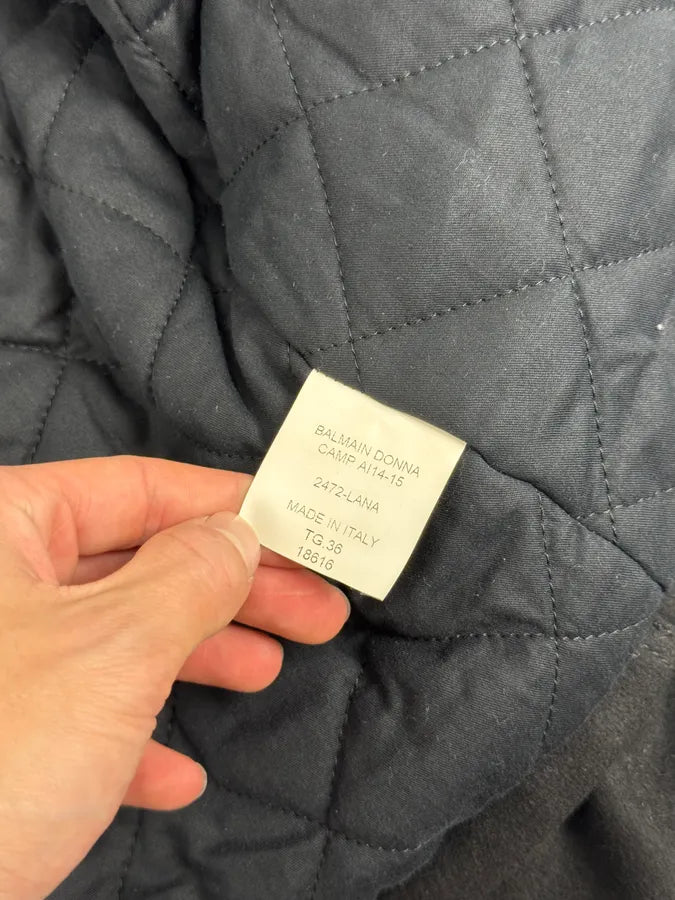 BALMAIN DONNA
CAMP AI14-15
2472-LANA
MADE IN ITALY
TG.36
18616